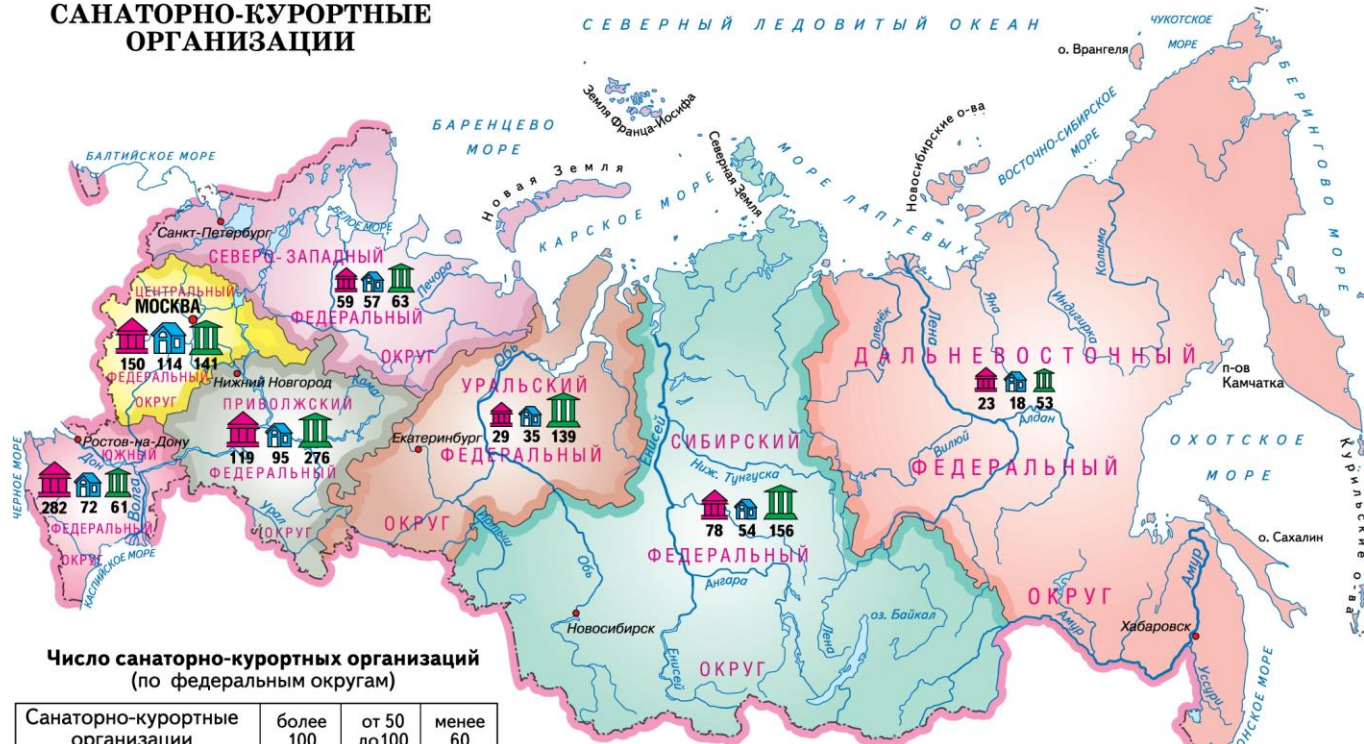 САНАТОРНО-КУРОРТНЫЕ
ОРГАНИЗАЦИИ
СЕВЕРНЫЙ ЛЕДОВИТЫЙ ОКЕАН
ЧУКОТСКОЕ
МОРЕ
о. Врангеля
БЕРИНГОВО МОРЕ
Земля Франца-Иосифа
БАРЕНЦЕВО
МОРЕ
Новосибирские о-ва
ВОСТОЧНО-СИБИРСКОЕ
МОРЕ
БАЛТИЙСКОЕ МОРЕ
Северная Земля
МОРЕ ЛАПТЕВЫХ
Новая Земля
КАРСКОЕ МОРЕ
БЕЛОЕ МОРЕ
Санкт-Петербург
СЕВЕРО-ЗАПАДНЫЙ
59 57 63
Печора
ФЕДЕРАЛЬНЫЙ
ОКРУГ
ЦЕНТРАЛЬНЫЙ
МОСКВА
150 114 141
ФЕДЕРАЛЬНЫЙ
ОКРУГ
Нижний Новгород
Кама
ПРИВОЛЖСКИЙ
119 95 276
ФЕДЕРАЛЬНЫЙ
Урал
ОКРУГ
Ростов-на-Дону
ЮЖНЫЙ
Дон
282 72 61
Волга
ФЕДЕРАЛЬНЫЙ
ОКРУГ
ЧЕРНОЕ МОРЕ
КАСПИЙСКОЕ МОРЕ
Обь
УРАЛЬСКИЙ
29 35 139
Екатеринбург
ФЕДЕРАЛЬНЫЙ
ОКРУГ
Иртыш
Обь
Енисей
СИБИРСКИЙ
Ниж. Тунгуска
78 54 156
ФЕДЕРАЛЬНЫЙ
Ангара
Новосибирск
Енисей
Лена
оз. Байкал
ОКРУГ
Оленёк
Лена
Яна
Индигирка
Колыма
ДАЛЬНЕВОСТОЧНЫЙ
23 18 53
Алдан
Вилюй
ФЕДЕРАЛЬНЫЙ
ОКРУГ
Амур
Амур
Хабаровск
Уссури
п-ов
Камчатка
ОХОТСКОЕ
МОРЕ
Курильские о-ва
о. Сахалин
Число санаторно-курортных организаций
(по федеральным округам)
Санаторно-курортные
организации
более
100
от 50
до 100
менее
60